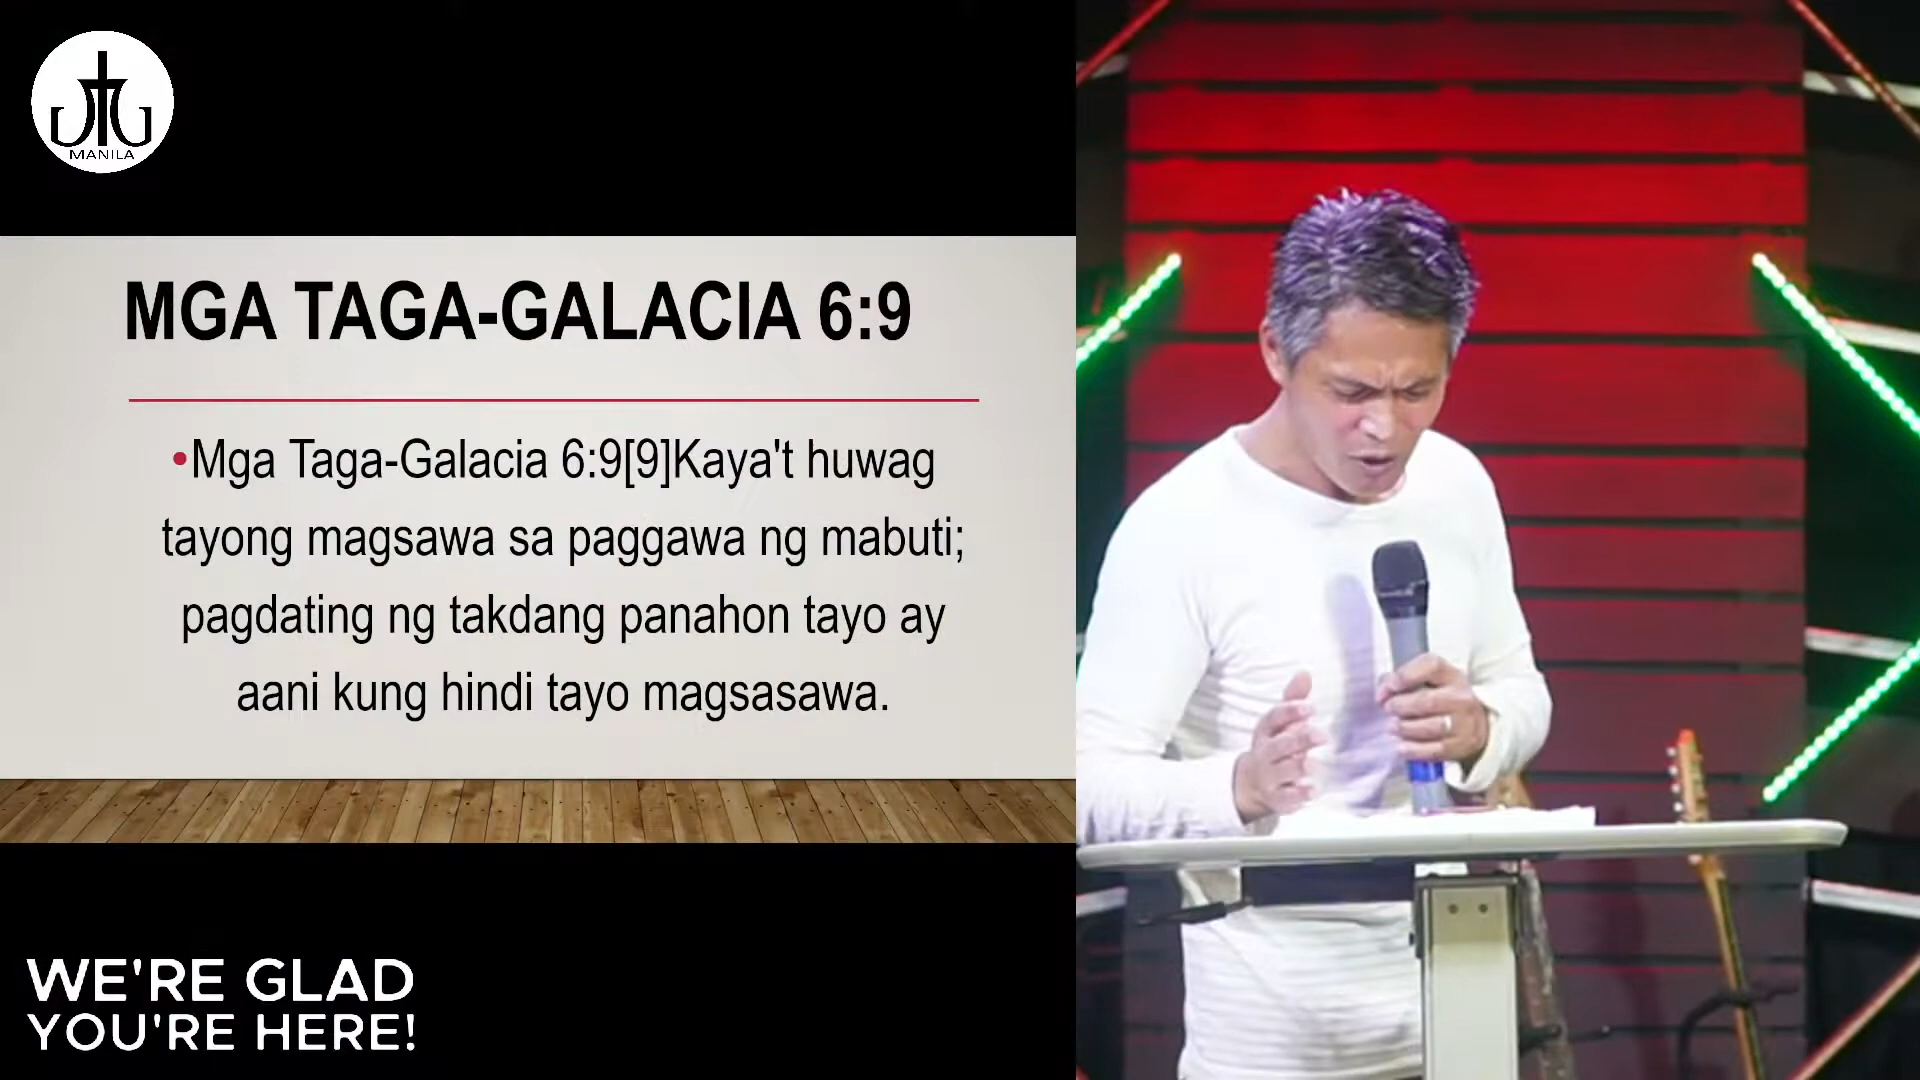 JTG
MANILA
MGA TAGA-GALACIA 6:9
•Mga Taga-Galacia 6:9[9]Kaya't huwag
tayong magsawa sa paggawa ng mabuti;
pagdating ng takdang panahon tayo ay
aani kung hindi tayo magsasawa.
WE'RE GLAD
YOU'RE HERE!